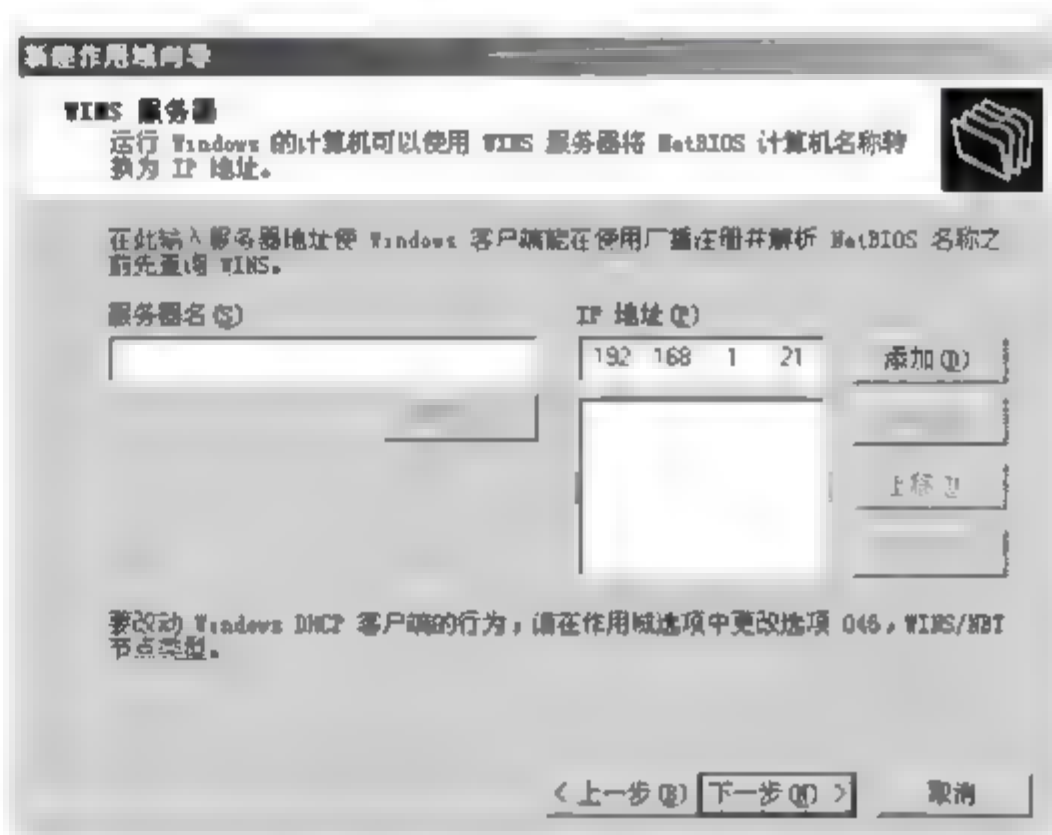 新建作用域向导
WINS 服务器
运行 Windows 的计算机可以使用 WINS 服务器将 NetBIOS 计算机名称转
换为 IP 地址。
在此输入服务器地址使 Windows 客户端能在使用广播注册并解析 NetBIOS 名称之
前先查询 WINS。
服务器名(S)
IP 地址(P)
192 168 1 21
添加(D)
上移(U)
要改动 Windows DHCP 客户端的行为，请在作用域选项中更改选项 046，WINS/NBT
节点类型。
< 上一步(B)
下一步(N) >
取消